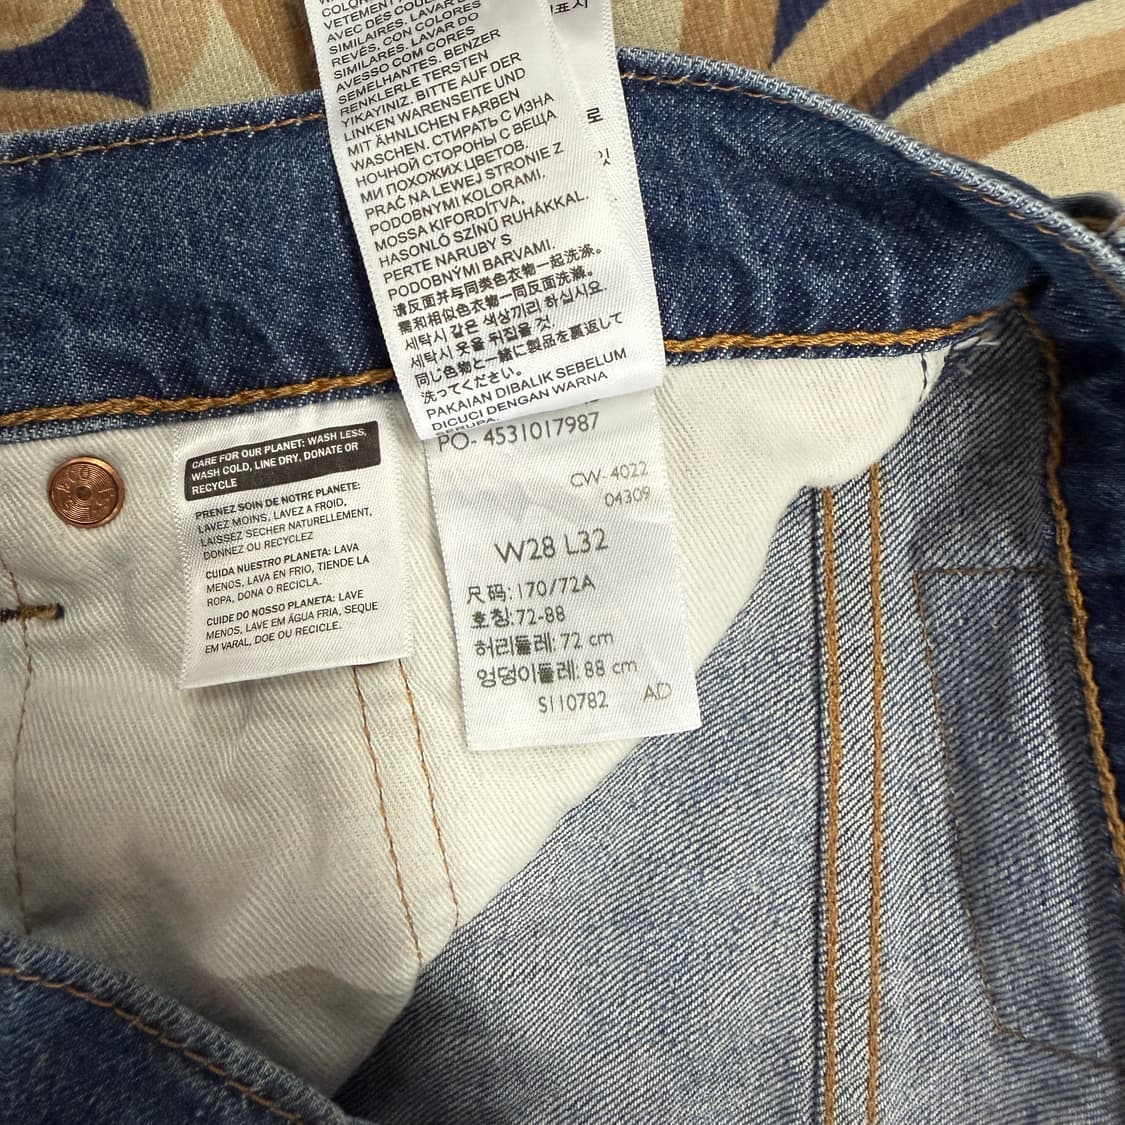 VETEMENT
AVEC DES COULEU
SIMILAIRES. LAVAR DEL
REVÉS, CON COLORES
SIMILARES. LAVAR DO
AVESSO COM CORES
SEMELHANTES. BENZER
RENKLERLE TERSTEN
YIKAYINIZ. BITTE AUF DER
LINKEN WARENSEITE UND
MIT ÄHNLICHEN FARBEN
WASCHEN. СТИРАТЬ С ИЗНА
НОЧНОЙ СТОРОНЫ С ВЕЩА
МИ ПОХОЖИХ ЦВЕТОВ.
PRAĆ NA LEWEJ STRONIE Z
PODOBNYMI KOLORAMI.
MOSSA KIFORDÍTVA,
HASONLÓ SZÍNŰ RUHÁKKAL.
PERTE NARUBY S
PODOBNÝMI BARVAMI.
请反面并与同类色衣物一起洗涤。
需和相似色衣物一同反面洗滌。
세탁시 같은 색상끼리 하십시요.
세탁시 옷을 뒤집을 것.
同じ色物と一緒に製品を裏返して
洗ってください。
PAKAIAN DIBALIK SEBELUM
DICUCI DENGAN WARNA
SERUPA.
표시
로
CARE FOR OUR PLANET: WASH LESS,
WASH COLD, LINE DRY, DONATE OR
RECYCLE
PRENEZ SOIN DE NOTRE PLANETE:
LAVEZ MOINS, LAVEZ A FROID,
LAISSEZ SECHER NATURELLEMENT,
DONNEZ OU RECYCLEZ
CUIDA NUESTRO PLANETA: LAVA
MENOS, LAVA EN FRIO, TIENDE LA
ROPA, DONA O RECICLA.
CUIDE DO NOSSO PLANETA: LAVE
MENOS, LAVE EM ÁGUA FRIA, SEQUE
EM VARAL, DOE OU RECICLE.
PO- 4531017987
CW- 4022
04309
W28 L32
尺码:170/72A
호칭:72-88
허리둘레: 72 cm
엉덩이둘레: 88 cm
S110782 AD